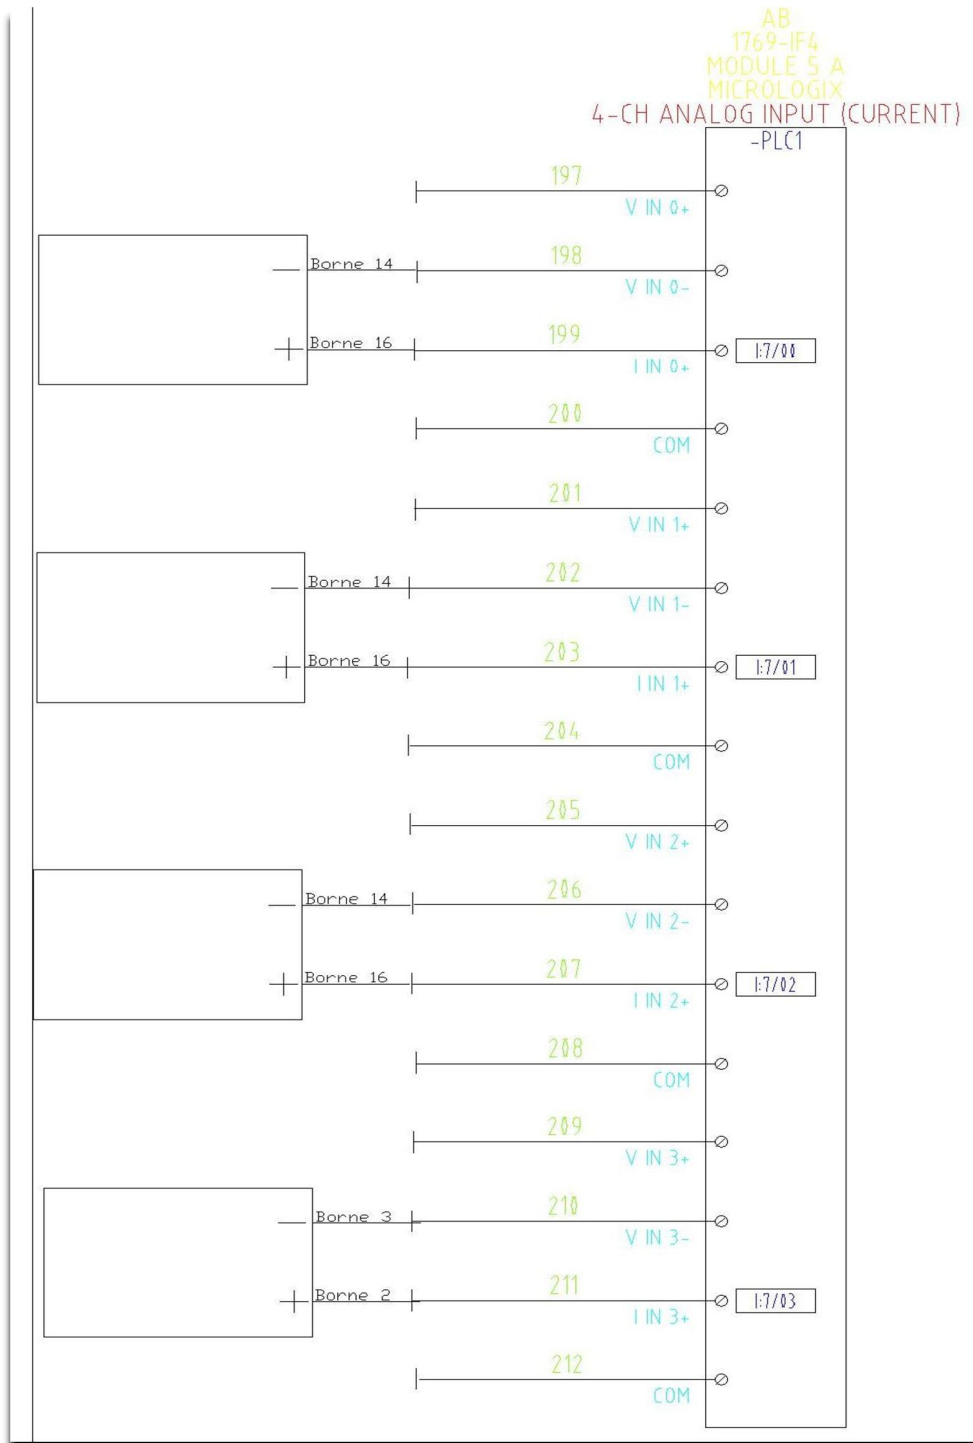 AB
1769-IF4
MODULE 5 A
MICROLOGIX
4-CH ANALOG INPUT (CURRENT)
-PLC1
197
V IN 0+
Borne 14
198
V IN 0-
Borne 16
199
I IN 0+
I:7/00
200
COM
201
V IN 1+
Borne 14
202
V IN 1-
Borne 16
203
I IN 1+
I:7/01
204
COM
205
V IN 2+
Borne 14
206
V IN 2-
Borne 16
207
I IN 2+
I:7/02
208
COM
209
V IN 3+
Borne 3
210
V IN 3-
Borne 2
211
I IN 3+
I:7/03
212
COM